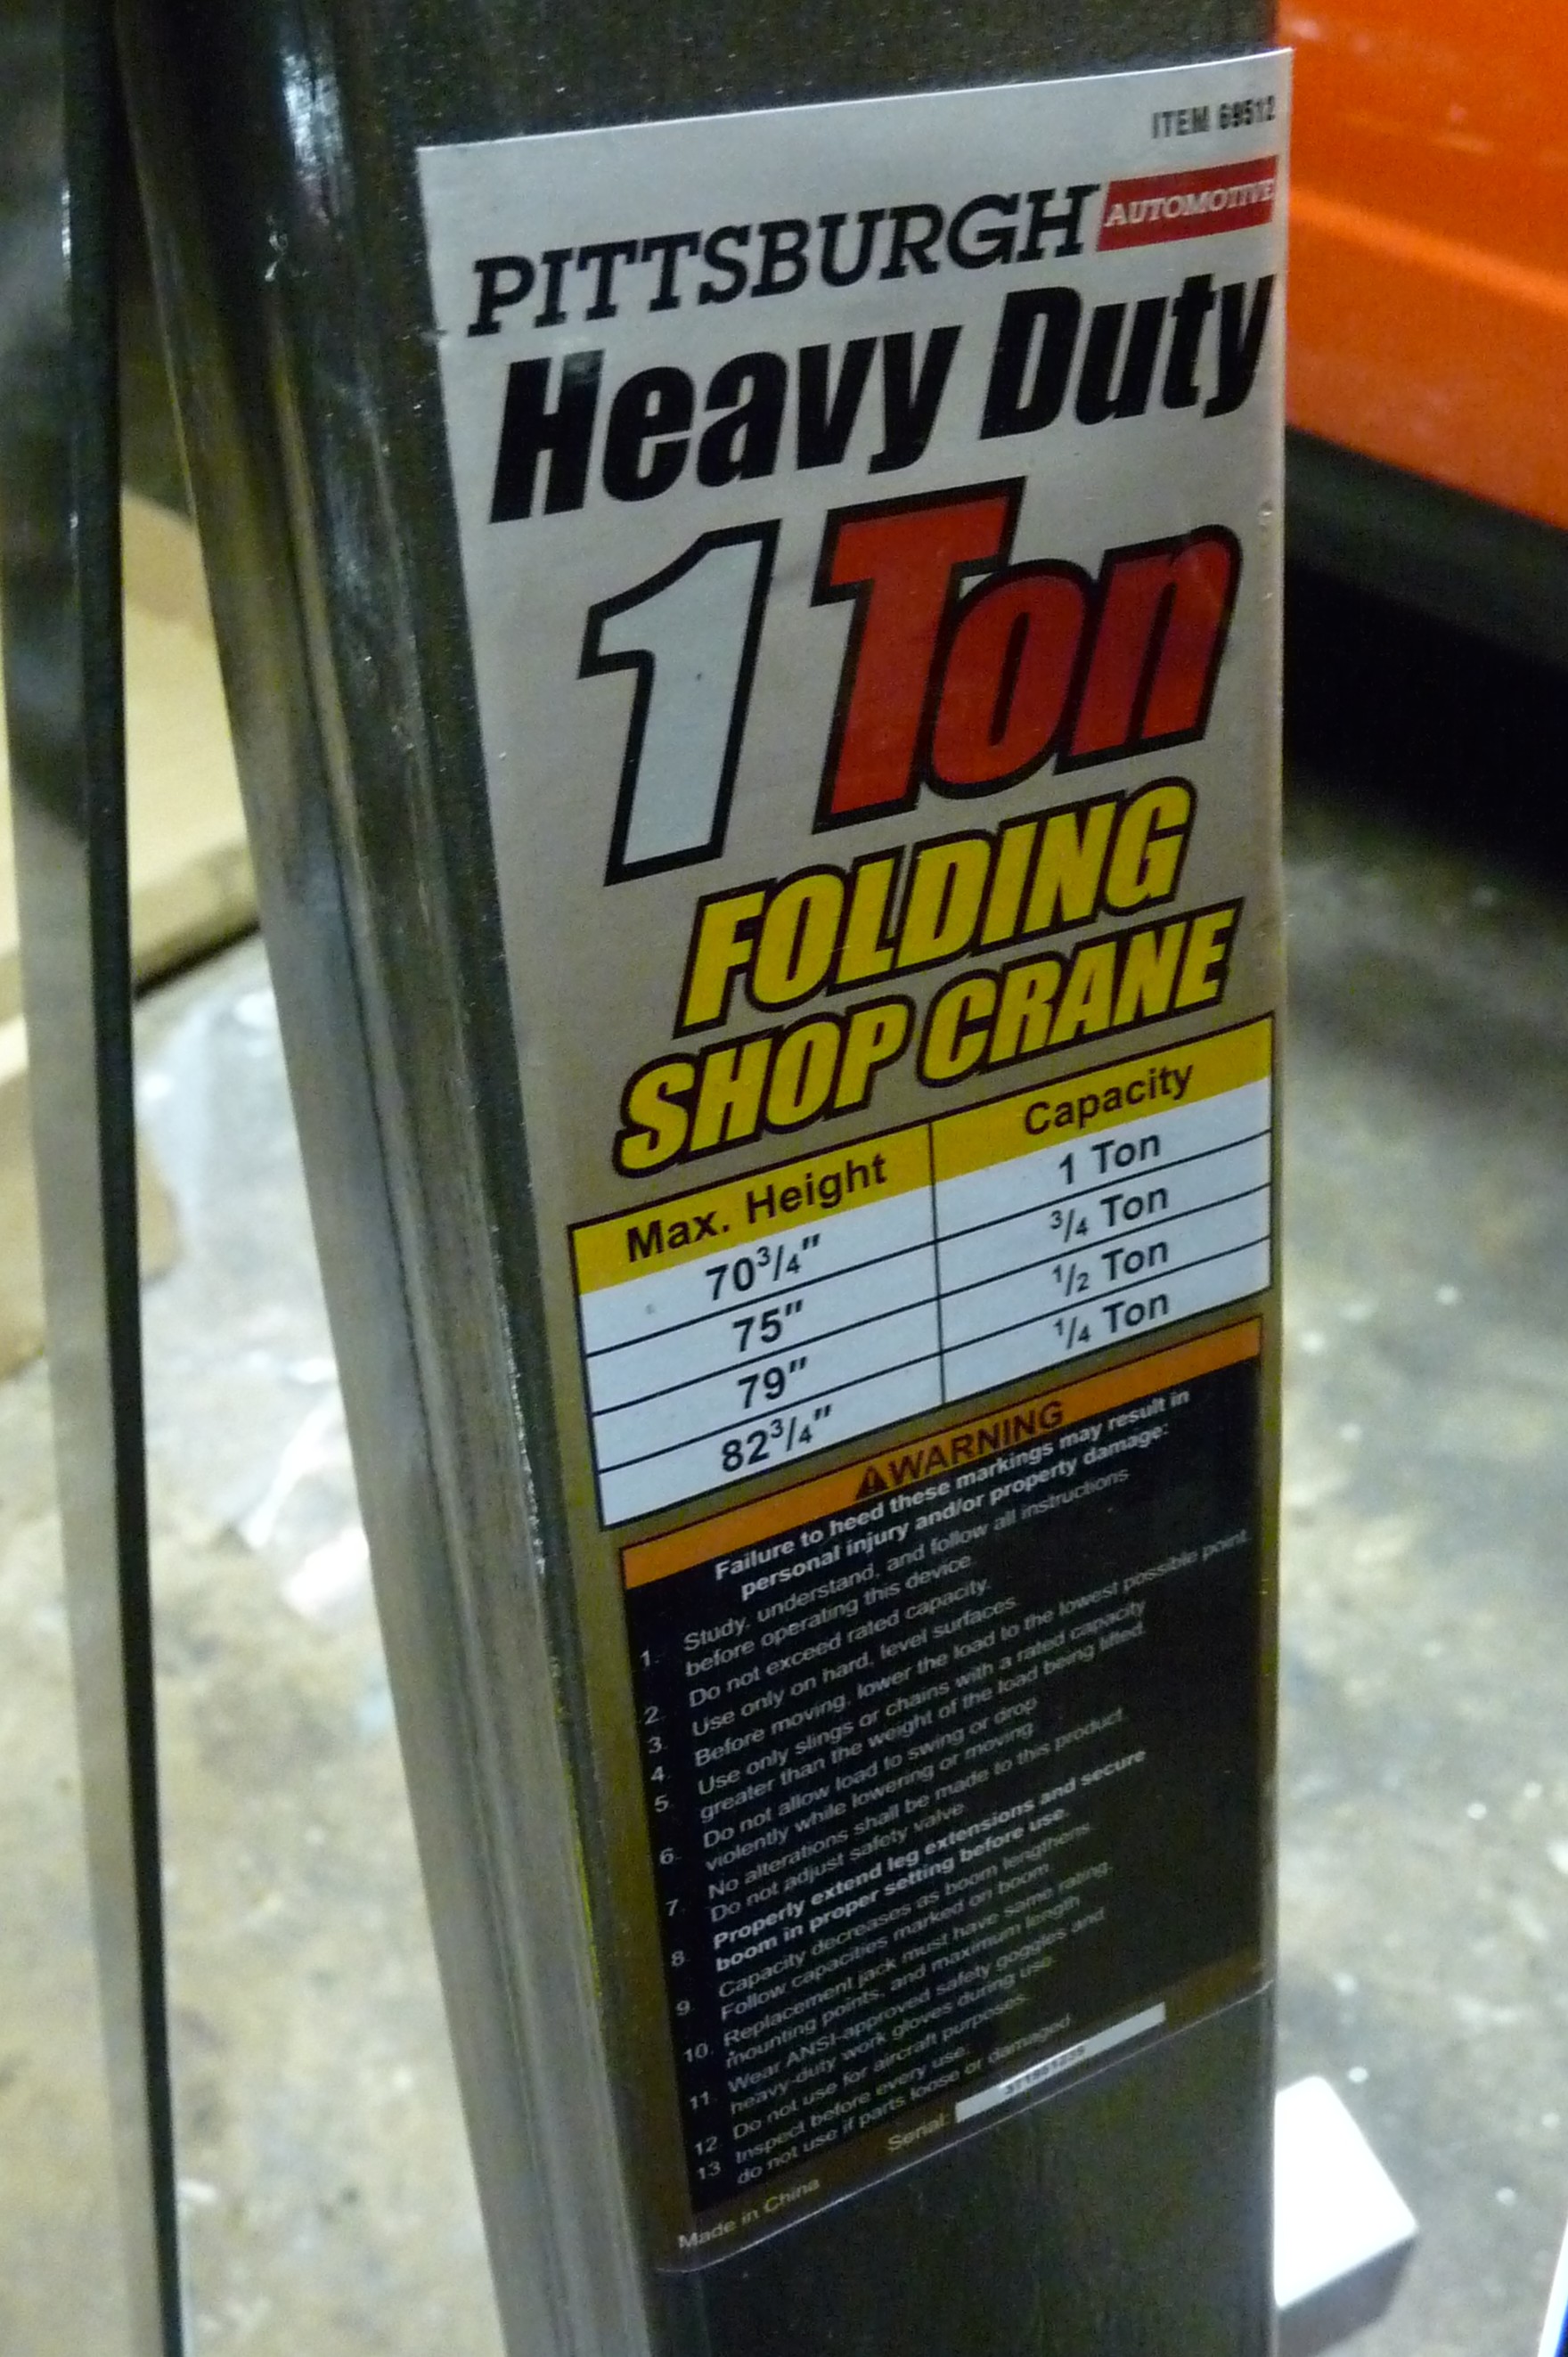 ITEM 69512
PITTSBURGH AUTOMOTIVE
Heavy Duty
1 Ton
FOLDING
SHOP CRANE
Max. Height Capacity
70 3/4" 1 Ton
75" 3/4 Ton
79" 1/2 Ton
82 3/4" 1/4 Ton
⚠WARNING
Failure to heed these markings may result in
personal injury and/or property damage:
1. Study, understand, and follow all instructions
before operating this device.
2. Do not exceed rated capacity.
3. Use only on hard, level surfaces.
4. Before moving, lower the load to the lowest possible point.
5. Use only slings or chains with a rated capacity
greater than the weight of the load being lifted.
6. Do not allow load to swing or drop
violently while lowering or moving.
7. No alterations shall be made to this product.
Do not adjust safety valve.
8. Properly extend leg extensions and secure
boom in proper setting before use.
9. Capacity decreases as boom lengthens.
Follow capacities marked on boom.
10. Replacement jack must have same rating,
mounting points, and maximum length
11. Wear ANSI-approved safety goggles and
heavy-duty work gloves during use.
12. Do not use for aircraft purposes.
13. Inspect before every use;
do not use if parts loose or damaged.
Serial:
Made in China